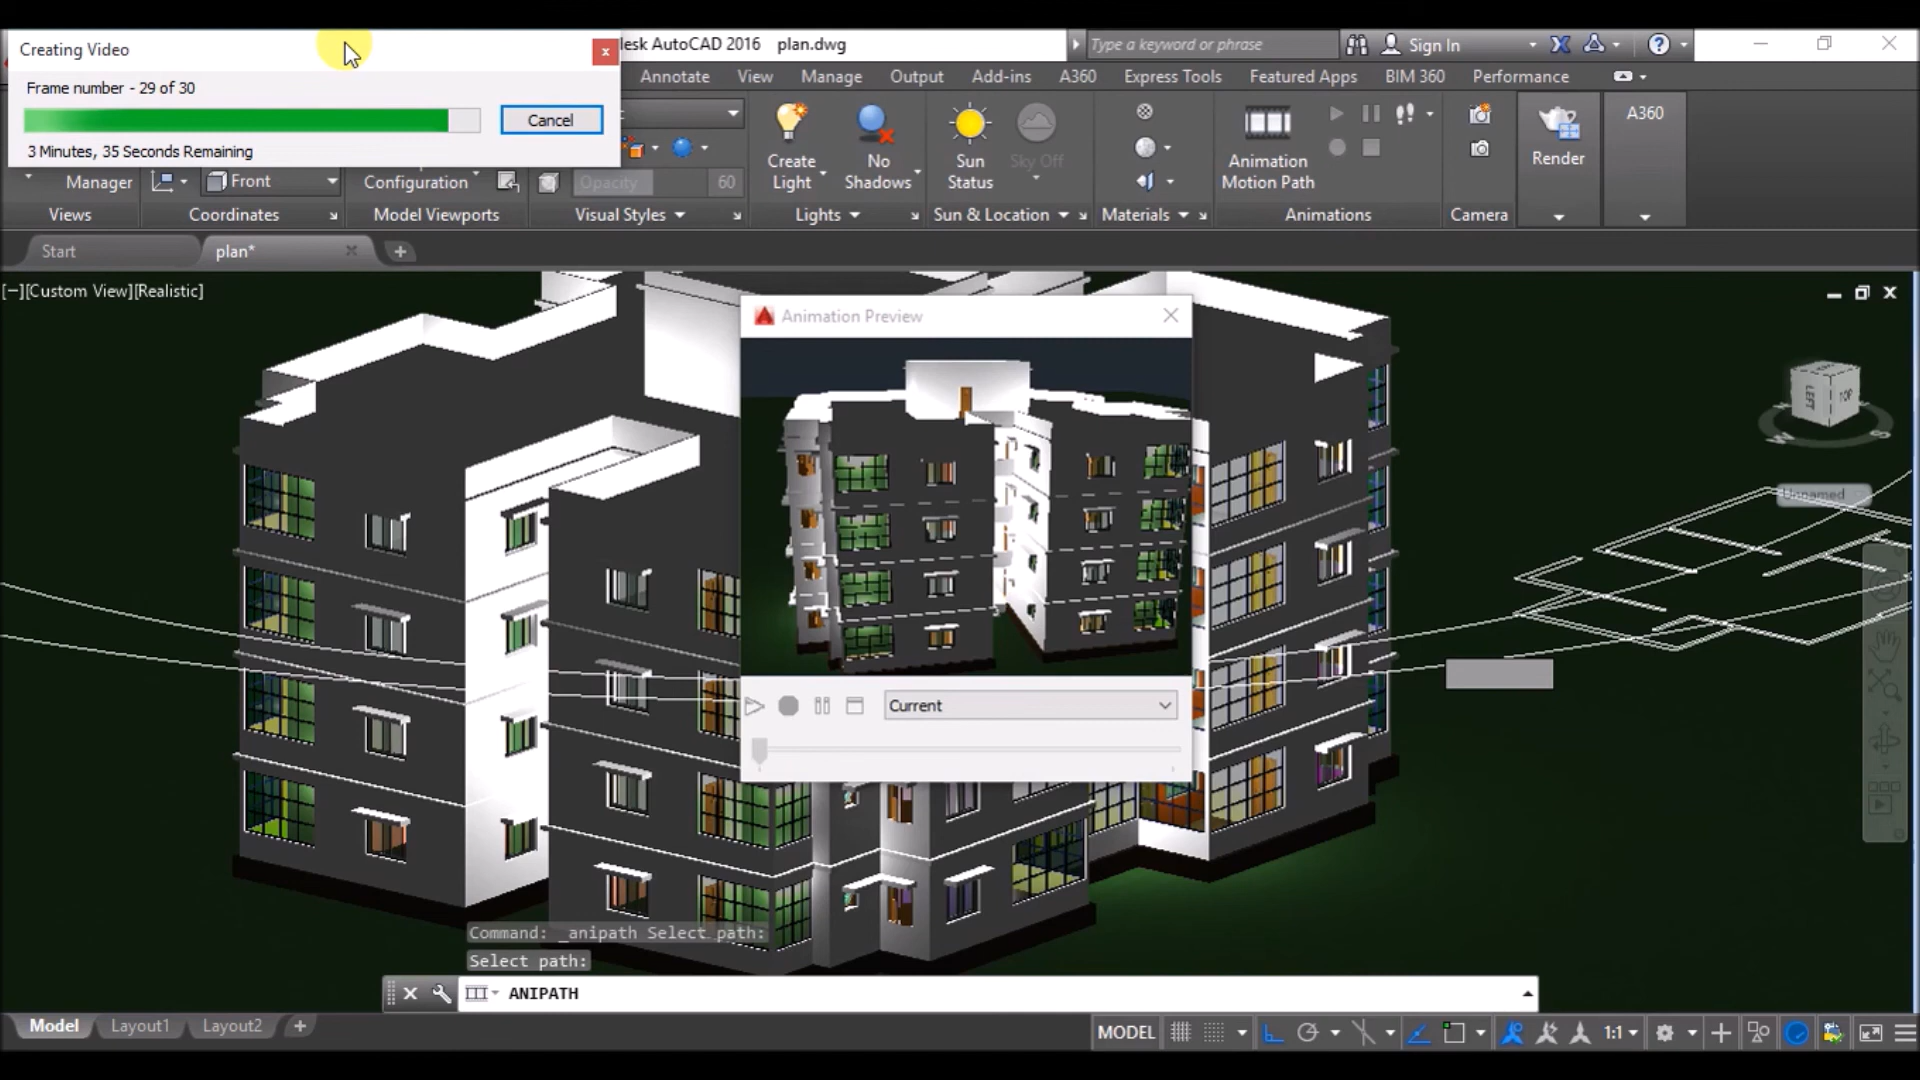 Creating Video
desk AutoCAD 2016 plan.dwg
Type a keyword or phrase
Sign In
Frame number - 29 of 30
Cancel
3 Minutes, 35 Seconds Remaining
Annotate View Manage Output Add-ins A360 Express Tools Featured Apps BIM 360 Performance
Create
Light
No
Shadows
Sun
Status
Sky Off
Animation
Motion Path
Render
A360
Manager
Front
Configuration
Opacity 60
Views Coordinates Model Viewports Visual Styles Lights Sun & Location Materials Animations Camera
Start
plan*
[−][Custom View][Realistic]
Animation Preview
LEFT
TOP
S
Unnamed
Current
Command: _anipath Select path:
Select path:
ANIPATH
Model Layout1 Layout2
MODEL
1:1